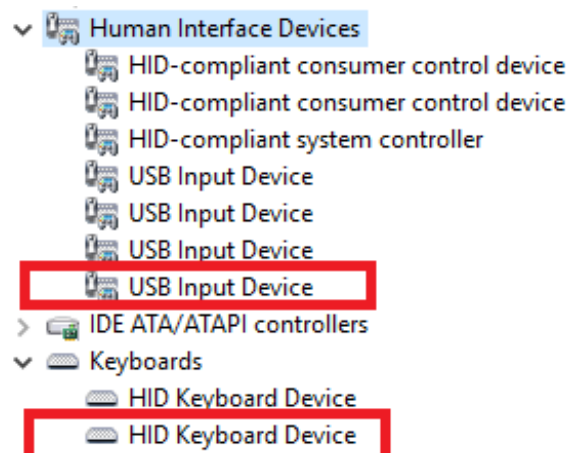 Human Interface Devices
HID-compliant consumer control device
HID-compliant consumer control device
HID-compliant system controller
USB Input Device
USB Input Device
USB Input Device
USB Input Device
IDE ATA/ATAPI controllers
Keyboards
HID Keyboard Device
HID Keyboard Device